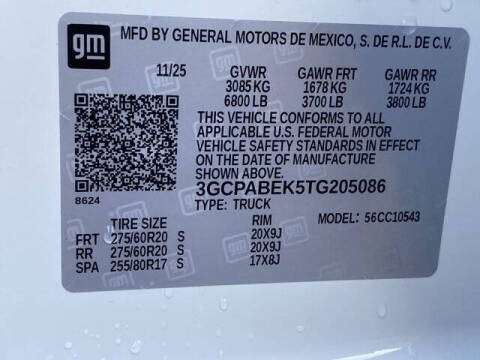 gm
MFD BY GENERAL MOTORS DE MEXICO, S. DE R.L. DE C.V.
11/25 GVWR GAWR FRT GAWR RR
3085 KG 1678 KG 1724 KG
6800 LB 3700 LB 3800 LB
THIS VEHICLE CONFORMS TO ALL
APPLICABLE U.S. FEDERAL MOTOR
VEHICLE SAFETY STANDARDS IN EFFECT
ON THE DATE OF MANUFACTURE
SHOWN ABOVE.
3GCPABEK5TG205086
8624
TYPE: TRUCK MODEL: 56CC10543
TIRE SIZE RIM
FRT 275/60R20 S 20X9J
RR 275/60R20 S 20X9J
SPA 255/80R17 S 17X8J